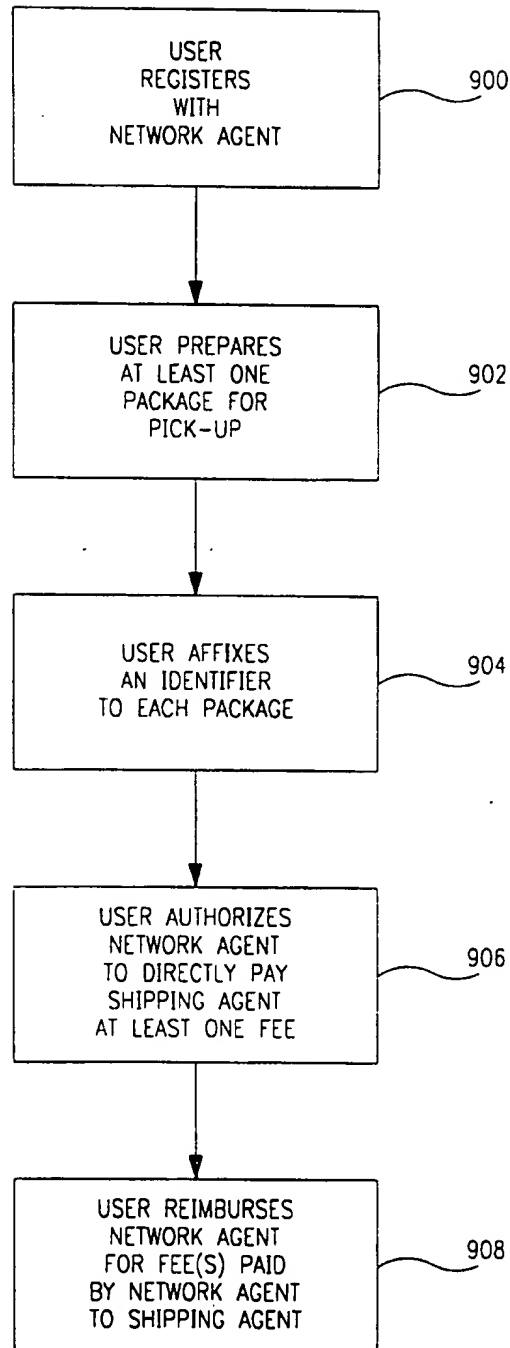 USER
REGISTERS
WITH
NETWORK AGENT
900
USER PREPARES
AT LEAST ONE
PACKAGE FOR
PICK-UP
902
USER AFFIXES
AN IDENTIFIER
TO EACH PACKAGE
904
USER AUTHORIZES
NETWORK AGENT
TO DIRECTLY PAY
SHIPPING AGENT
AT LEAST ONE FEE
906
USER REIMBURSES
NETWORK AGENT
FOR FEE(S) PAID
BY NETWORK AGENT
TO SHIPPING AGENT
908